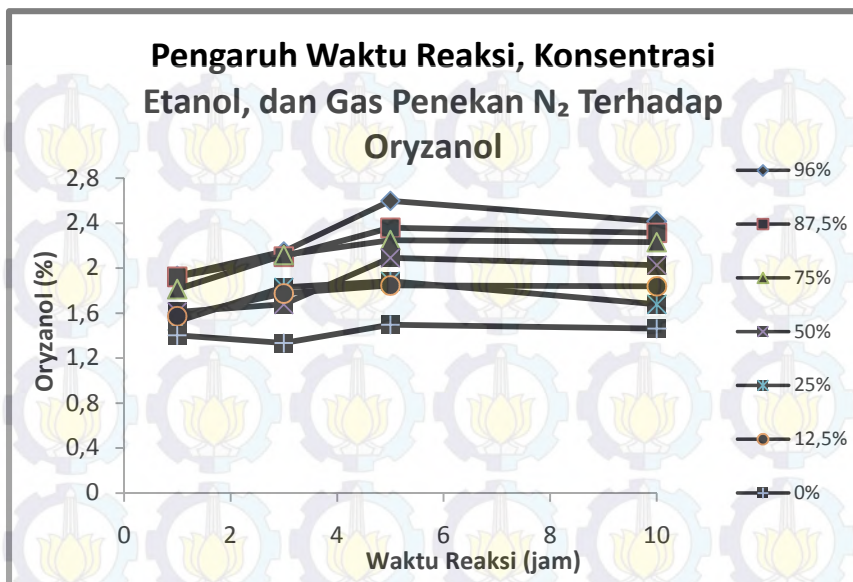 Pengaruh Waktu Reaksi, Konsentrasi
Etanol, dan Gas Penekan N₂ Terhadap
Oryzanol
2,8
2,4
2
1,6
1,2
0,8
0,4
0
Oryzanol (%)
0 2 4 6 8 10
Waktu Reaksi (jam)
96%
87,5%
75%
50%
25%
12,5%
0%